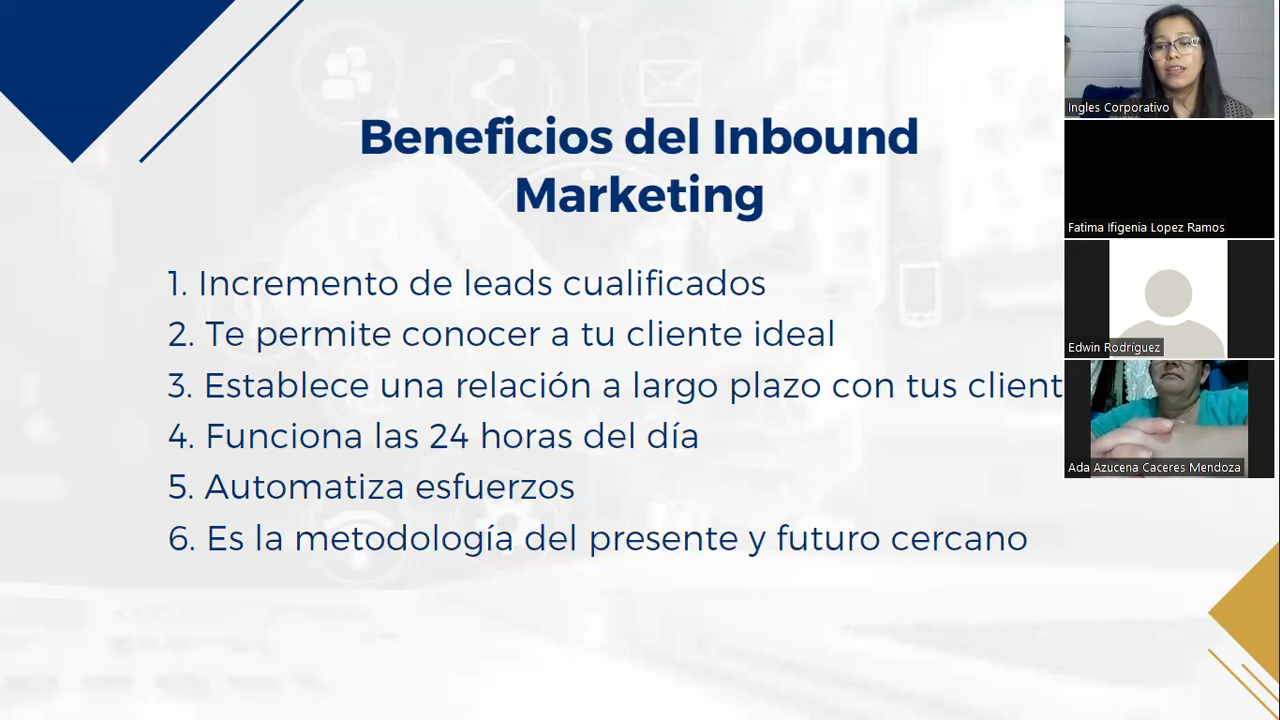 Beneficios del Inbound
Marketing
1. Incremento de leads cualificados
2. Te permite conocer a tu cliente ideal
3. Establece una relación a largo plazo con tus client
4. Funciona las 24 horas del día
5. Automatiza esfuerzos
6. Es la metodología del presente y futuro cercano
Ingles Corporativo
Fatima Ifigenia Lopez Ramos
Edwin Rodríguez
Ada Azucena Caceres Mendoza